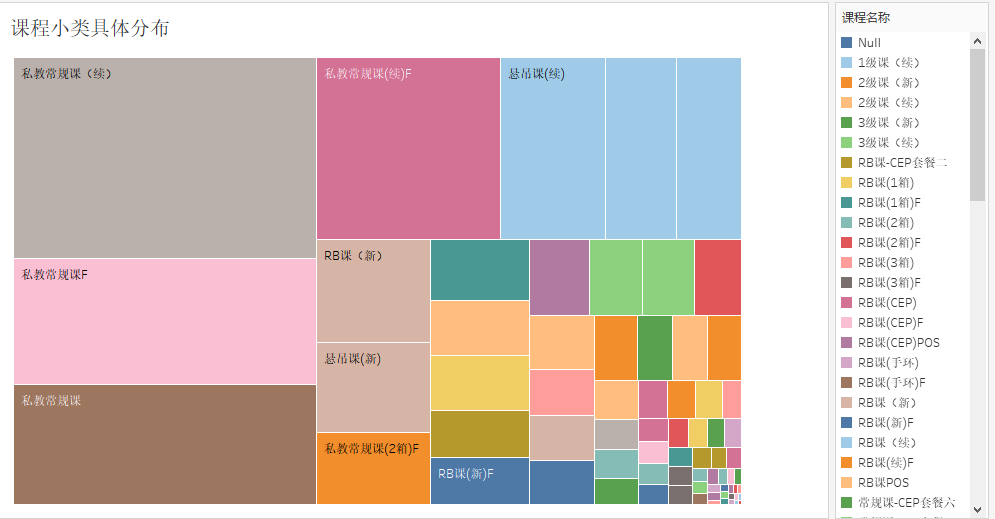 课程小类具体分布
私教常规课（续）
私教常规课(续)F
悬吊课(续)
私教常规课F
RB课（新）
悬吊课(新)
私教常规课
私教常规课(2箱)F
RB课(新)F
课程名称
Null
1级课（续）
2级课（新）
2级课（续）
3级课（新）
3级课（续）
RB课-CEP套餐二
RB课(1箱)
RB课(1箱)F
RB课(2箱)
RB课(2箱)F
RB课(3箱)
RB课(3箱)F
RB课(CEP)
RB课(CEP)F
RB课(CEP)POS
RB课(手环)
RB课(手环)F
RB课（新）
RB课(新)F
RB课（续）
RB课(续)F
RB课POS
常规课-CEP套餐六